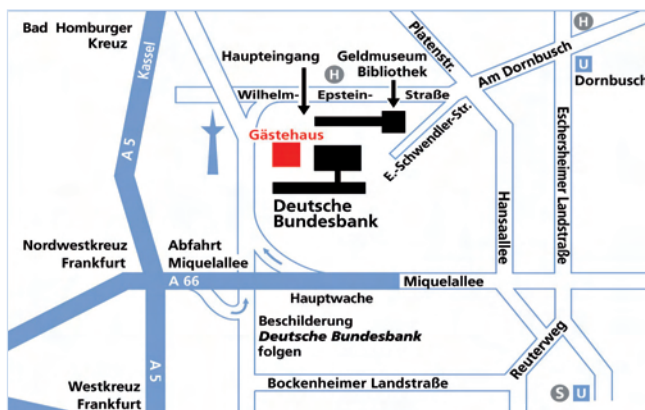 Bad Homburger
Kreuz
Kassel
A 5
Haupteingang
H
Geldmuseum
Bibliothek
Platenstr.
Am Dornbusch
H
U
Dornbusch
Wilhelm- Epstein- Straße
Gästehaus
E.-Schwendler-Str.
Eschersheimer Landstraße
Deutsche
Bundesbank
Hansaallee
Nordwestkreuz
Frankfurt
Abfahrt
Miquelallee
A 66
Miquelallee
Hauptwache
Beschilderung
Deutsche Bundesbank
folgen
Reuterweg
A 5
Westkreuz
Frankfurt
Bockenheimer Landstraße
S U